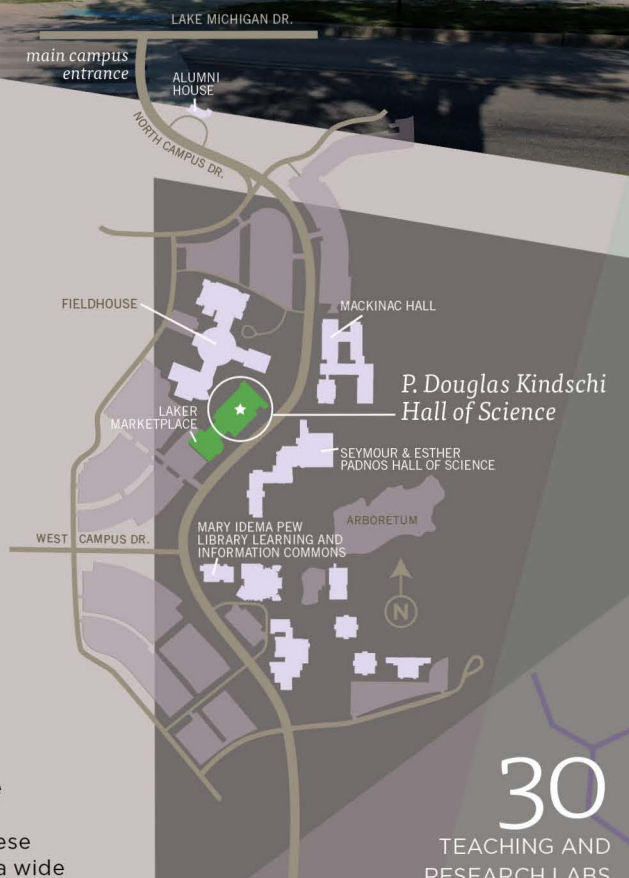 LAKE MICHIGAN DR.
main campus
entrance
ALUMNI
HOUSE
NORTH CAMPUS DR.
FIELDHOUSE
MACKINAC HALL
P. Douglas Kindschi
Hall of Science
LAKER
MARKETPLACE
SEYMOUR & ESTHER
PADNOS HALL OF SCIENCE
ARBORETUM
MARY IDEMA PEW
LIBRARY LEARNING AND
INFORMATION COMMONS
WEST CAMPUS DR.
N
30
TEACHING AND
RESEARCH LABS
ese
a wide